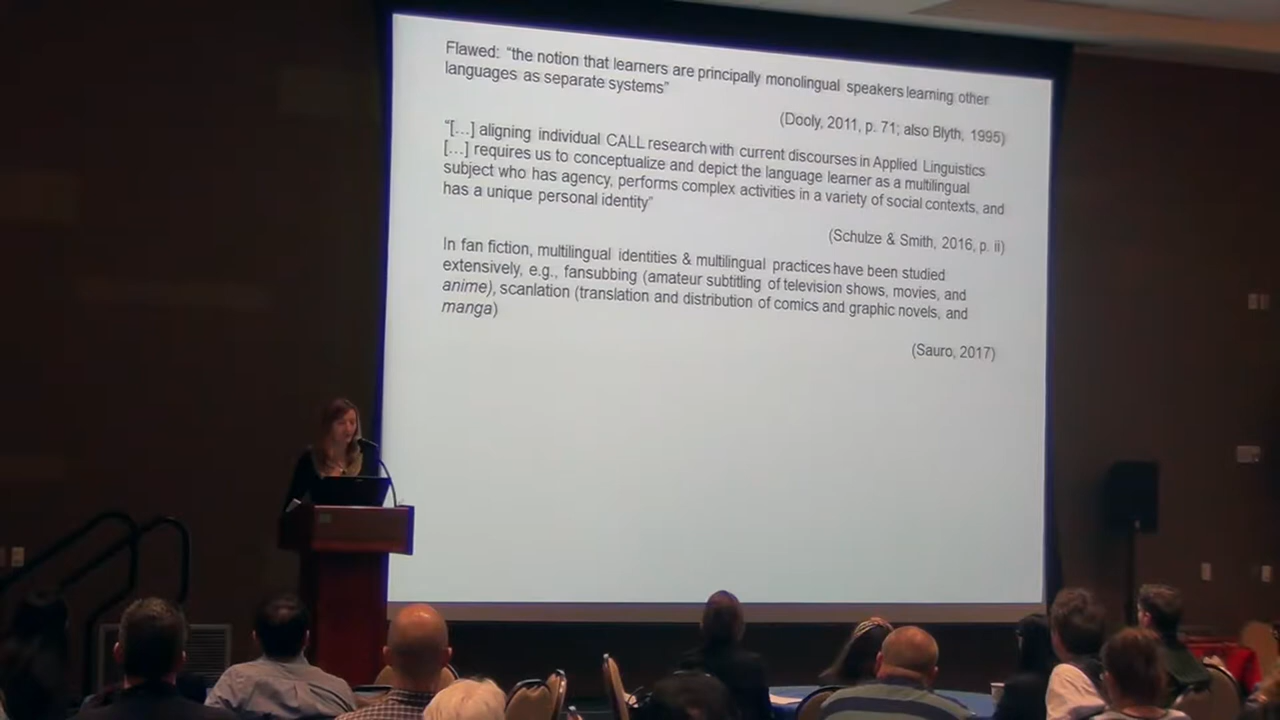 Flawed: “the notion that learners are principally monolingual speakers learning other
languages as separate systems”
(Dooly, 2011, p. 71; also Blyth, 1995)
“[…] aligning individual CALL research with current discourses in Applied Linguistics
[…] requires us to conceptualize and depict the language learner as a multilingual
subject who has agency, performs complex activities in a variety of social contexts, and
has a unique personal identity”
(Schulze & Smith, 2016, p. ii)
In fan fiction, multilingual identities & multilingual practices have been studied
extensively, e.g., fansubbing (amateur subtitling of television shows, movies, and
anime), scanlation (translation and distribution of comics and graphic novels, and
manga)
(Sauro, 2017)